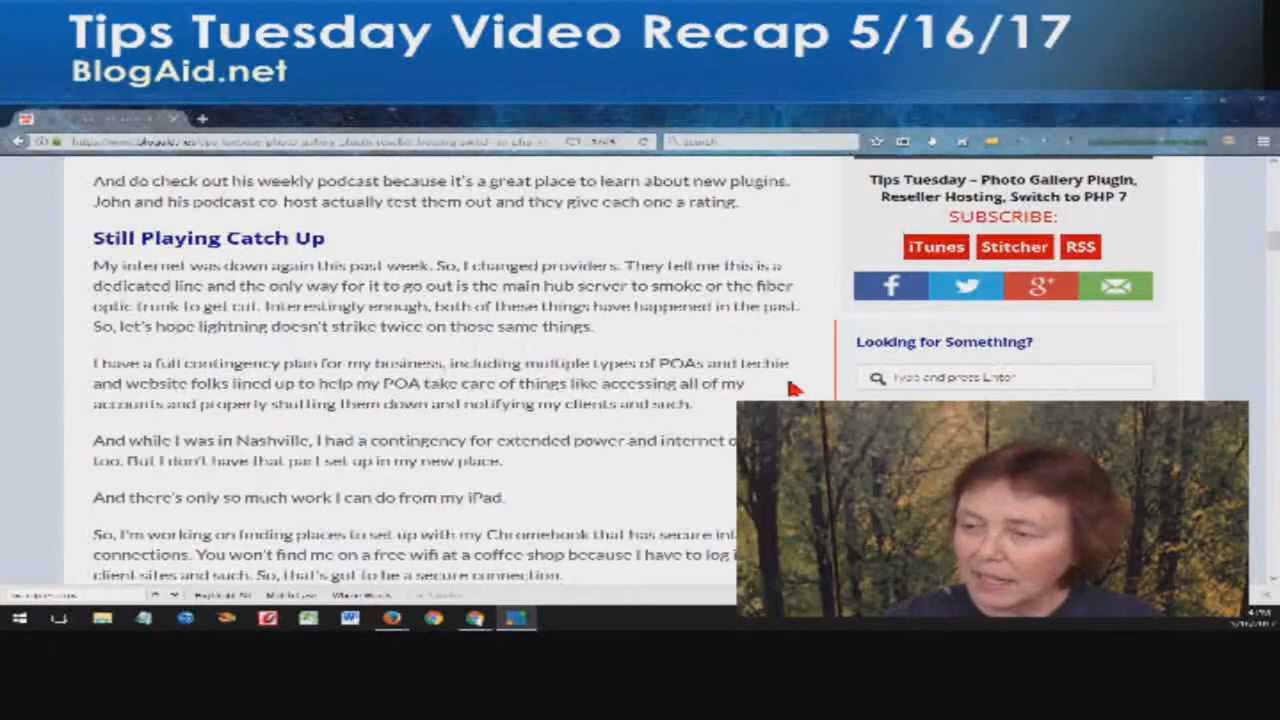 Tips Tuesday Video Recap 5/16/17
BlogAid.net
Search
And do check out his weekly podcast because it's a great place to learn about new plugins.
John and his podcast co-host actually test them out and they give each one a rating.
Still Playing Catch Up
My internet was down again this past week. So, I changed providers. They tell me this is a
dedicated line and the only way for it to go out is the main hub server to smoke or the fiber
optic trunk to get cut. Interestingly enough, both of these things have happened in the past.
So, let's hope lightning doesn't strike twice on those same things.
I have a full contingency plan for my business, including multiple types of POAs and techie
and website folks lined up to help my POA take care of things like accessing all of my
accounts and properly shutting them down and notifying my clients and such.
And while I was in Nashville, I had a contingency for extended power and internet
too. But I don't have that part set up in my new place.
And there's only so much work I can do from my iPad.
So, I'm working on finding places to set up with my Chromebook that has secure
connections. You won't find me on a free wifi at a coffee shop because I have to log
client sites and such. So, that's got to be a secure connection.
Tips Tuesday – Photo Gallery Plugin,
Reseller Hosting, Switch to PHP 7
SUBSCRIBE:
iTunes Stitcher RSS
Looking for Something?
Type and press Enter
Highlight All Match Case Whole Words